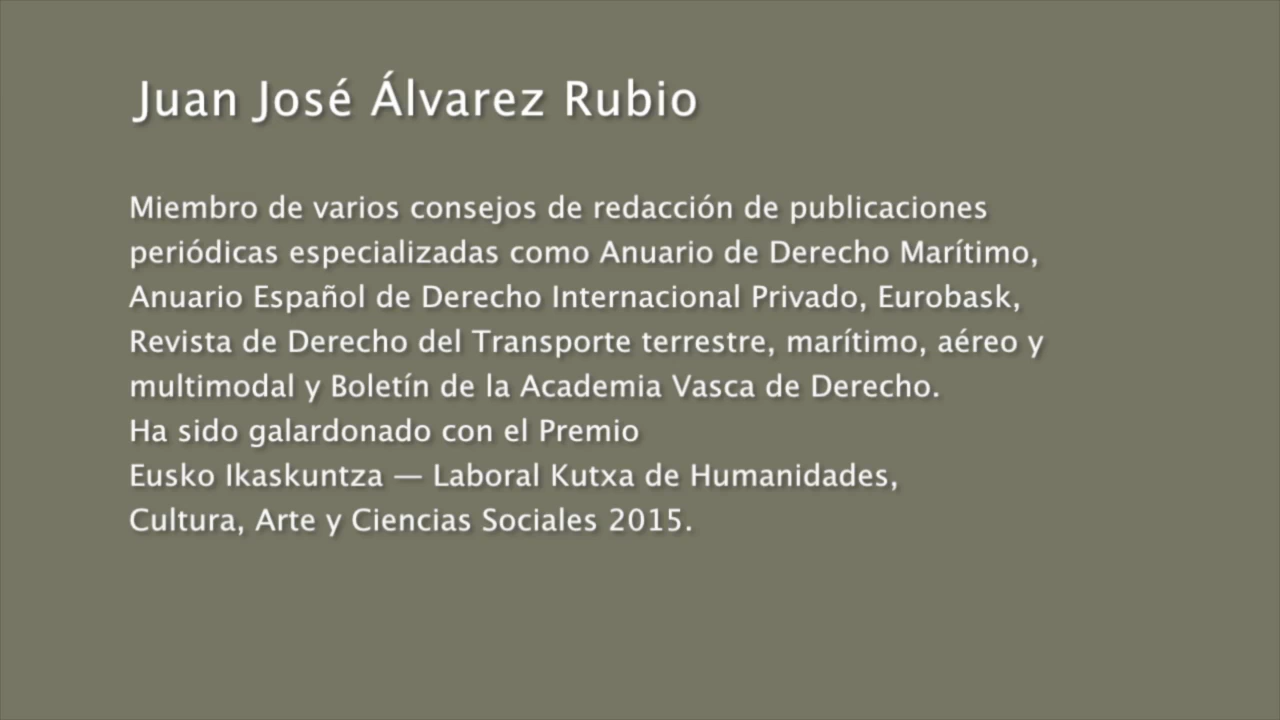 Juan José Álvarez Rubio
Miembro de varios consejos de redacción de publicaciones
periódicas especializadas como Anuario de Derecho Marítimo,
Anuario Español de Derecho Internacional Privado, Eurobask,
Revista de Derecho del Transporte terrestre, marítimo, aéreo y
multimodal y Boletín de la Academia Vasca de Derecho.
Ha sido galardonado con el Premio
Eusko Ikaskuntza — Laboral Kutxa de Humanidades,
Cultura, Arte y Ciencias Sociales 2015.